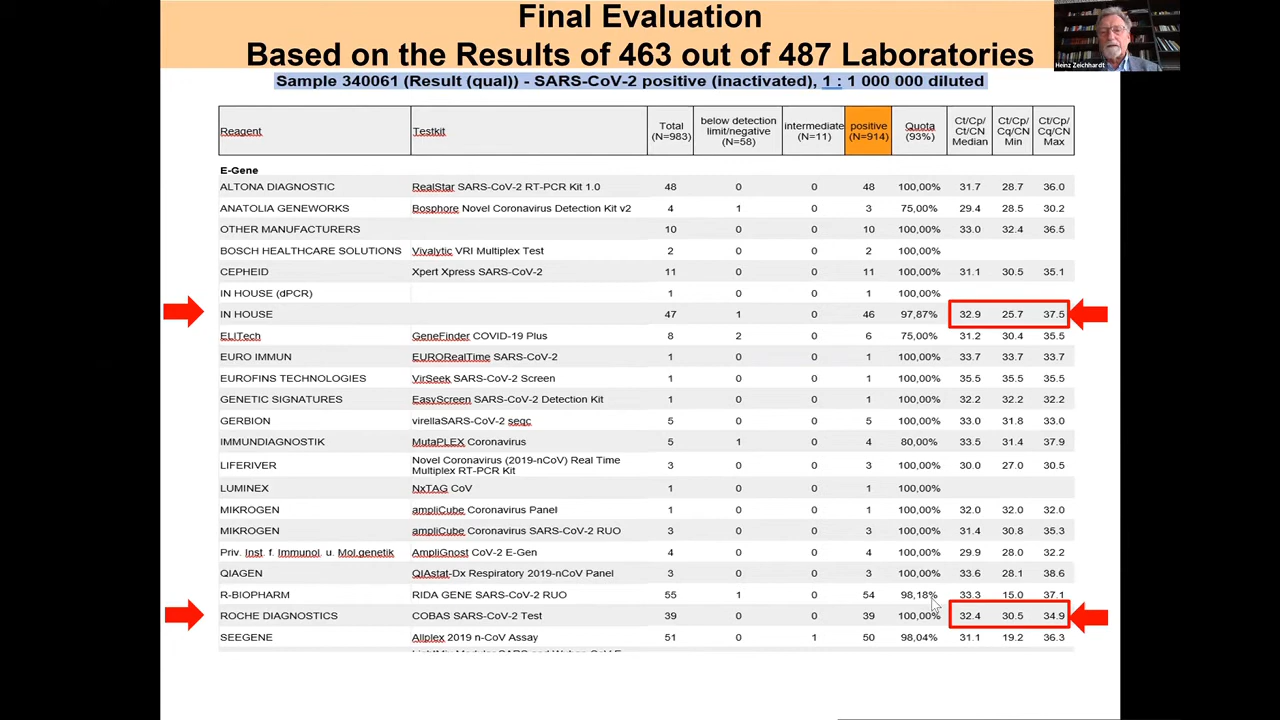 Final Evaluation
Based on the Results of 463 out of 487 Laboratories
Heinz Zeichhardt
Sample 340061 (Result (qual)) - SARS-CoV-2 positive (inactivated), 1 : 1 000 000 diluted
Reagent Testkit Total (N=983) below detection limit/negative (N=58) intermediate (N=11) positive (N=914) Quota (93%) Ct/Cp/ Ct/CN Median Ct/Cp/ Cq/CN Min Ct/Cp/ Cq/CN Max
E-Gene
ALTONA DIAGNOSTIC RealStar SARS-CoV-2 RT-PCR Kit 1.0 48 0 0 48 100,00% 31.7 28.7 36.0
ANATOLIA GENEWORKS Bosphore Novel Coronavirus Detection Kit v2 4 1 0 3 75,00% 29.4 28.5 30.2
OTHER MANUFACTURERS 10 0 0 10 100,00% 33.0 32.4 36.5
BOSCH HEALTHCARE SOLUTIONS Vivalytic VRI Multiplex Test 2 0 0 2 100,00%
CEPHEID Xpert Xpress SARS-CoV-2 11 0 0 11 100,00% 31.1 30.5 35.1
IN HOUSE (dPCR) 1 0 0 1 100,00%
IN HOUSE 47 1 0 46 97,87% 32.9 25.7 37.5
ELITech GeneFinder COVID-19 Plus 8 2 0 6 75,00% 31.2 30.4 35.5
EURO IMMUN EURORealTime SARS-CoV-2 1 0 0 1 100,00% 33.7 33.7 33.7
EUROFINS TECHNOLOGIES VirSeek SARS-CoV-2 Screen 1 0 0 1 100,00% 35.5 35.5 35.5
GENETIC SIGNATURES EasyScreen SARS-CoV-2 Detection Kit 1 0 0 1 100,00% 32.2 32.2 32.2
GERBION virellaSARS-CoV-2 seqc 5 0 0 5 100,00% 33.0 31.8 33.0
IMMUNDIAGNOSTIK MutaPLEX Coronavirus 5 1 0 4 80,00% 33.5 31.4 37.9
LIFERIVER Novel Coronavirus (2019-nCoV) Real Time Multiplex RT-PCR Kit 3 0 0 3 100,00% 30.0 27.0 30.5
LUMINEX NxTAG CoV 1 0 0 1 100,00%
MIKROGEN ampliCube Coronavirus Panel 1 0 0 1 100,00% 32.0 32.0 32.0
MIKROGEN ampliCube Coronavirus SARS-CoV-2 RUO 3 0 0 3 100,00% 31.4 30.8 35.3
Priv. Inst. f. Immunol. u. Mol.genetik AmpliGnost CoV-2 E-Gen 4 0 0 4 100,00% 29.9 28.0 32.2
QIAGEN QIAstat-Dx Respiratory 2019-nCoV Panel 3 0 0 3 100,00% 33.6 28.1 38.6
R-BIOPHARM RIDA GENE SARS-CoV-2 RUO 55 1 0 54 98,18% 33.3 15.0 37.1
ROCHE DIAGNOSTICS COBAS SARS-CoV-2 Test 39 0 0 39 100,00% 32.4 30.5 34.9
SEEGENE Allplex 2019 n-CoV Assay 51 0 1 50 98,04% 31.1 19.2 36.3